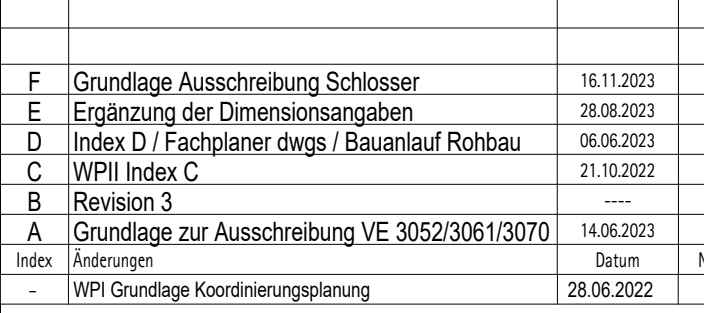 F Grundlage Ausschreibung Schlosser 16.11.2023
E Ergänzung der Dimensionsangaben 28.08.2023
D Index D / Fachplaner dwgs / Bauanlauf Rohbau 06.06.2023
C WPII Index C 21.10.2022
B Revision 3 ----
A Grundlage zur Ausschreibung VE 3052/3061/3070 14.06.2023
Index Änderungen Datum
- WPI Grundlage Koordinierungsplanung 28.06.2022